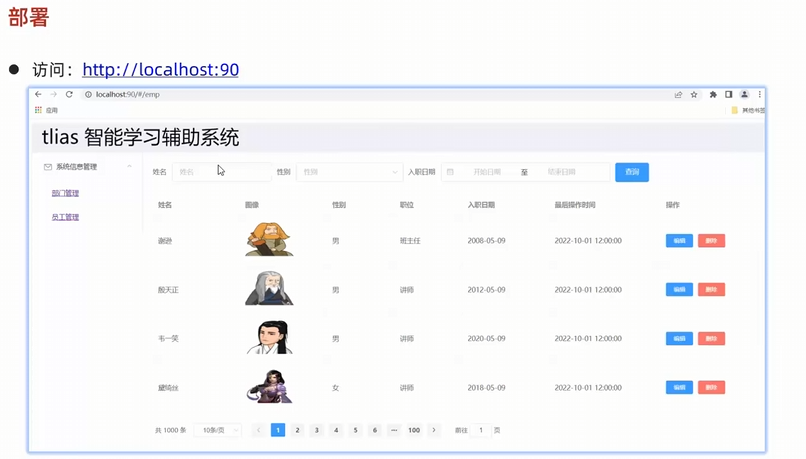 部署
● 访问：http://localhost:90
localhost:90/#/emp
应用 其他书签
tlias 智能学习辅助系统
系统信息管理
部门管理
员工管理
姓名 姓名 性别 性别 入职日期 开始日期 至 结束日期 查询
姓名 图像 性别 职位 入职日期 最后操作时间 操作
谢逊 男 班主任 2008-05-09 2022-10-01 12:00:00 编辑 删除
殷天正 男 讲师 2012-05-09 2022-10-01 12:00:00 编辑 删除
韦一笑 男 讲师 2020-05-09 2022-10-01 12:00:00 编辑 删除
黛绮丝 女 讲师 2018-05-09 2022-10-01 12:00:00 编辑 删除
共 1000 条 10条/页 1 2 3 4 5 6 ··· 100 前往 1 页